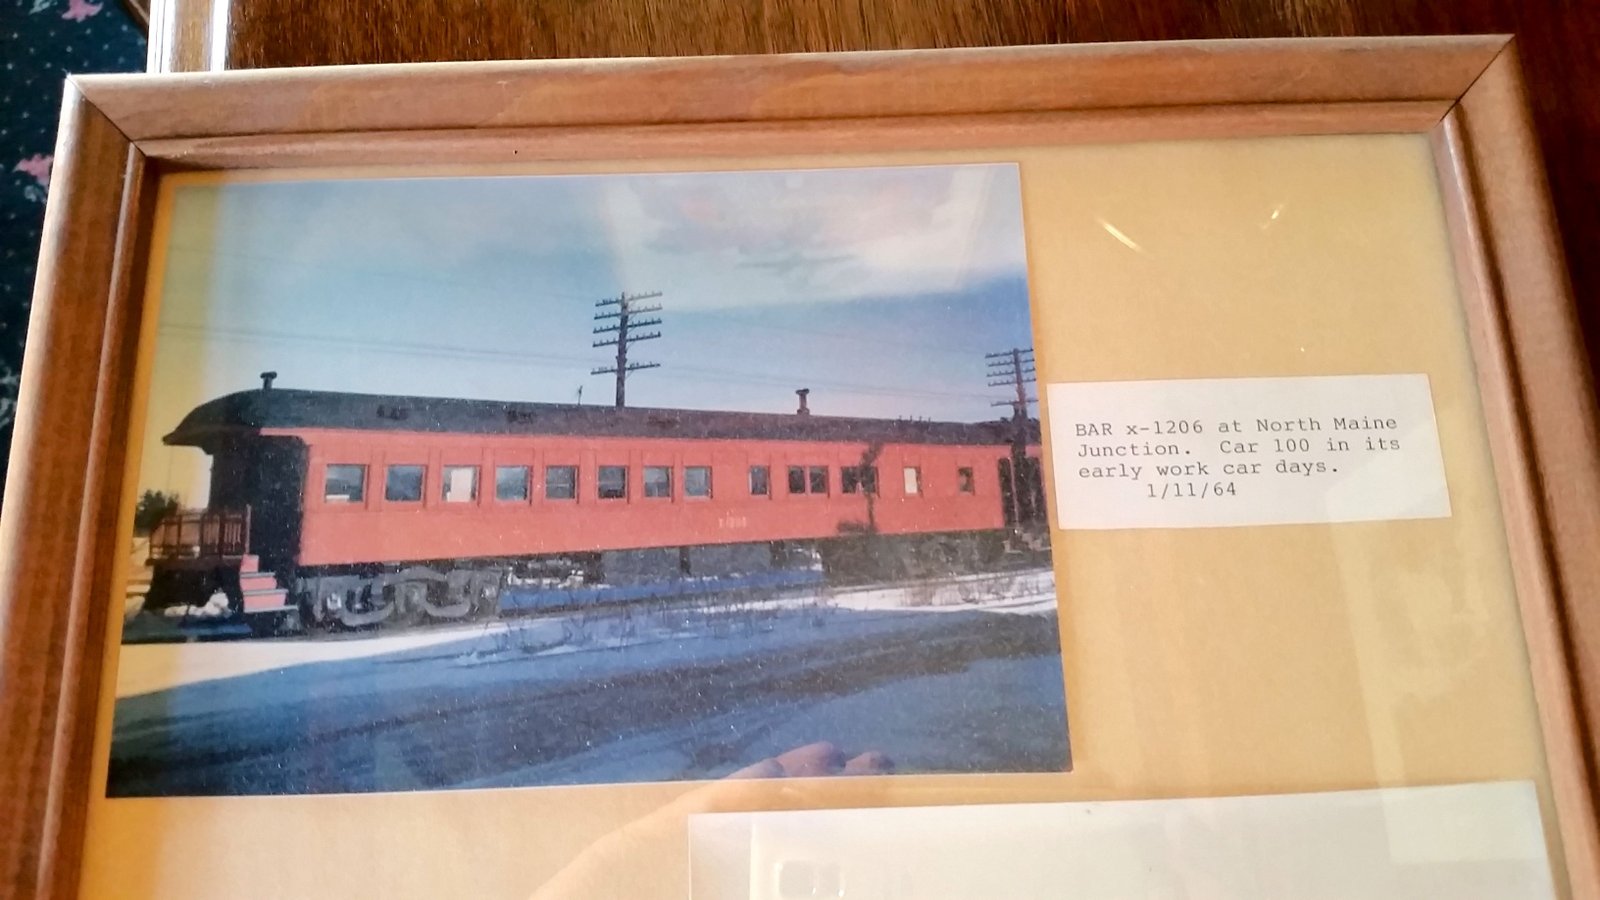 BAR x-1206 at North Maine
Junction. Car 100 in its
early work car days.
1/11/64